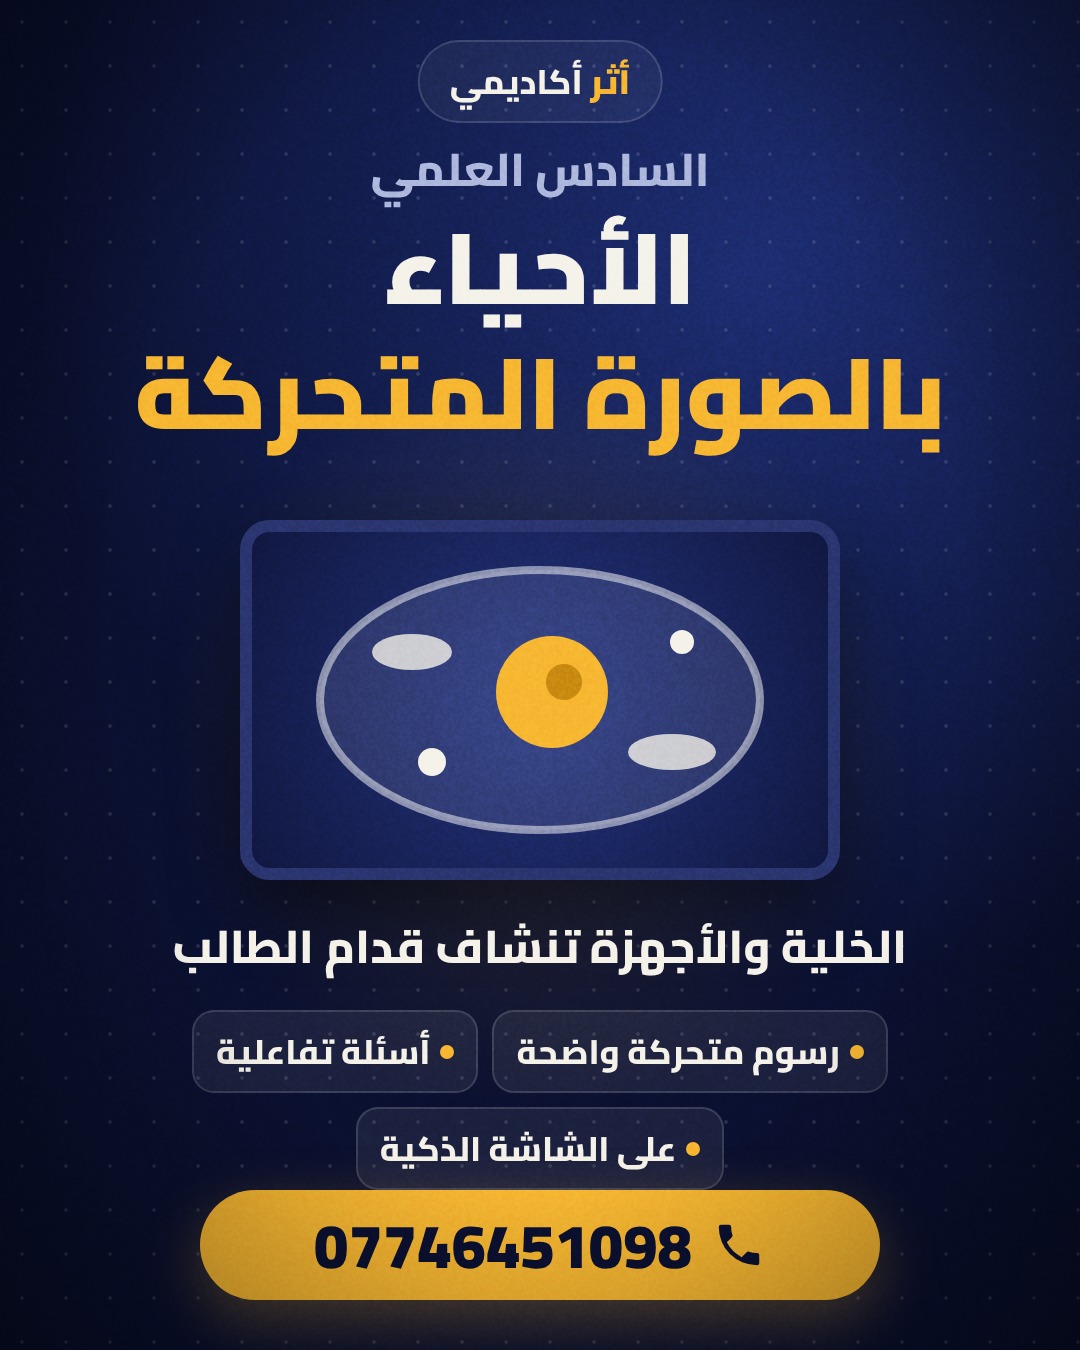 أثر أكاديمي
السادس العلمي
الأحياء
بالصورة المتحركة
الخلية والأجهزة تنشاف قدام الطالب
رسوم متحركة واضحة
أسئلة تفاعلية
على الشاشة الذكية
07746451098